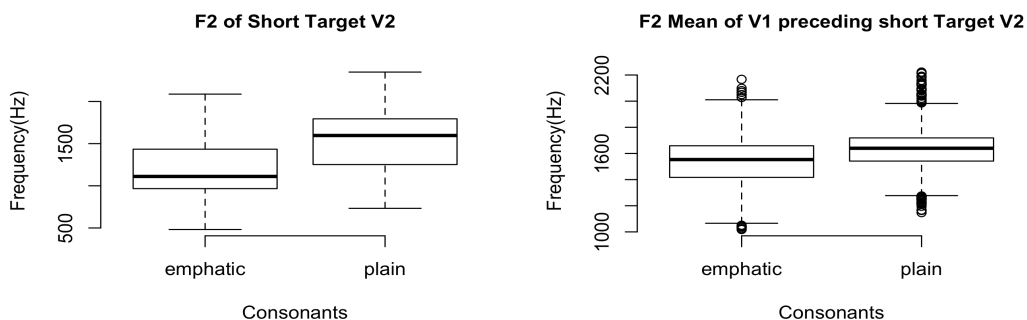 F2 of Short Target V2
Frequency(Hz)
1500
500
emphatic
plain
Consonants
F2 Mean of V1 preceding short Target V2
Frequency(Hz)
2200
1600
1000
emphatic
plain
Consonants